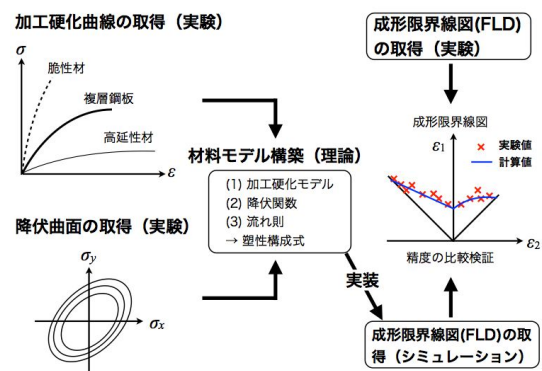 加工硬化曲線の取得（実験）
σ
脆性材
複層鋼板
高延性材
ε
降伏曲面の取得（実験）
σy
σx
材料モデル構築（理論）
(1) 加工硬化モデル
(2) 降伏関数
(3) 流れ則
→ 塑性構成式
実装
成形限界線図(FLD)
の取得（実験）
成形限界線図
ε1
実験値
計算値
ε2
精度の比較検証
成形限界線図(FLD)の取
得（シミュレーション）